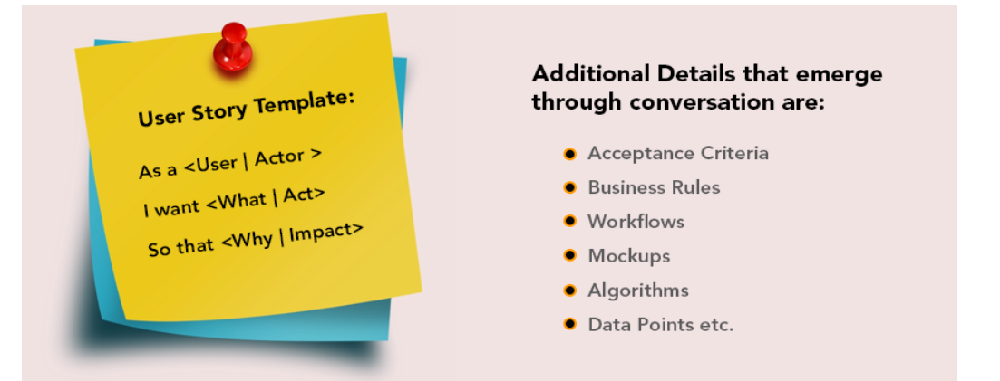 User Story Template:
As a <User | Actor >
I want <What | Act>
So that <Why | Impact>
Additional Details that emerge
through conversation are:
Acceptance Criteria
Business Rules
Workflows
Mockups
Algorithms
Data Points etc.